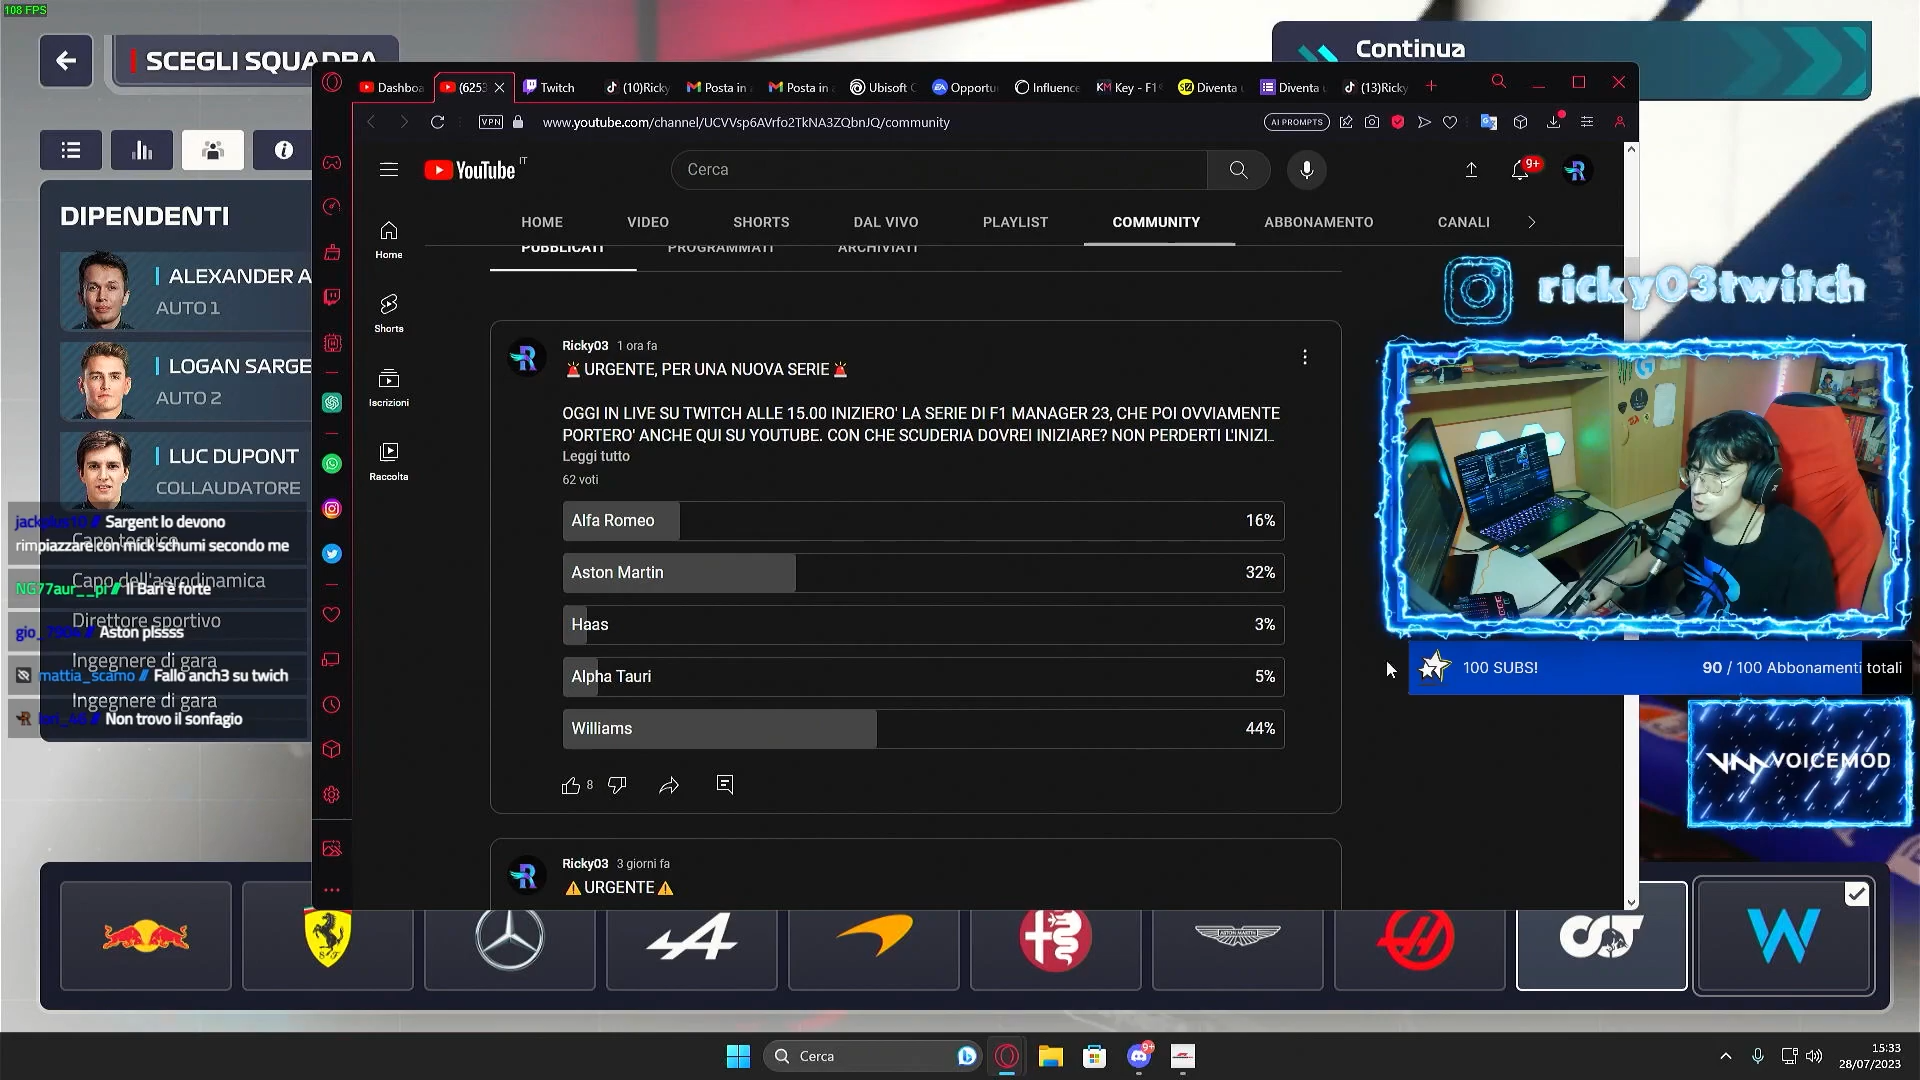 108 FPS
SCEGLI SQUADRA
Continua
Dashboa
(6253
Twitch
(10)Ricky
Posta in
Posta in
Ubisoft
Opportu
Influence
Key - F1
Diventa
Diventa
(13)Ricky
VPN
www.youtube.com/channel/UCVVsp6AVrfo2TkNA3ZQbnJQ/community
AI PROMPTS
YouTube IT
Cerca
9+
HOME
VIDEO
SHORTS
DAL VIVO
PLAYLIST
COMMUNITY
ABBONAMENTO
CANALI
PUBBLICATI
PROGRAMMATI
ARCHIVIATI
Home
Shorts
Iscrizioni
Raccolta
DIPENDENTI
ALEXANDER A
AUTO 1
LOGAN SARGE
AUTO 2
LUC DUPONT
COLLAUDATORE
Capo tecnico
Capo dell'aerodinamica
Direttore sportivo
Ingegnere di gara
Ingegnere di gara
Sargent lo devono
rimpiazzare con mick schumi secondo me
NG77aur__pr // Il Bari è forte
Aston plssss
mattia_scamo // Fallo anch3 su twich
Non trovo il sonfagio
Ricky03 1 ora fa
🚨 URGENTE, PER UNA NUOVA SERIE 🚨
OGGI IN LIVE SU TWITCH ALLE 15.00 INIZIERO' LA SERIE DI F1 MANAGER 23, CHE POI OVVIAMENTE
PORTERO' ANCHE QUI SU YOUTUBE. CON CHE SCUDERIA DOVREI INIZIARE? NON PERDERTI L'INIZI...
Leggi tutto
62 voti
Alfa Romeo 16%
Aston Martin 32%
Haas 3%
Alpha Tauri 5%
Williams 44%
8
Ricky03 3 giorni fa
⚠️ URGENTE ⚠️
ricky03twitch
100 SUBS!
90 / 100 Abbonamenti totali
VOICEMOD
ASTON MARTIN
Cerca
9+
15:33
28/07/2023